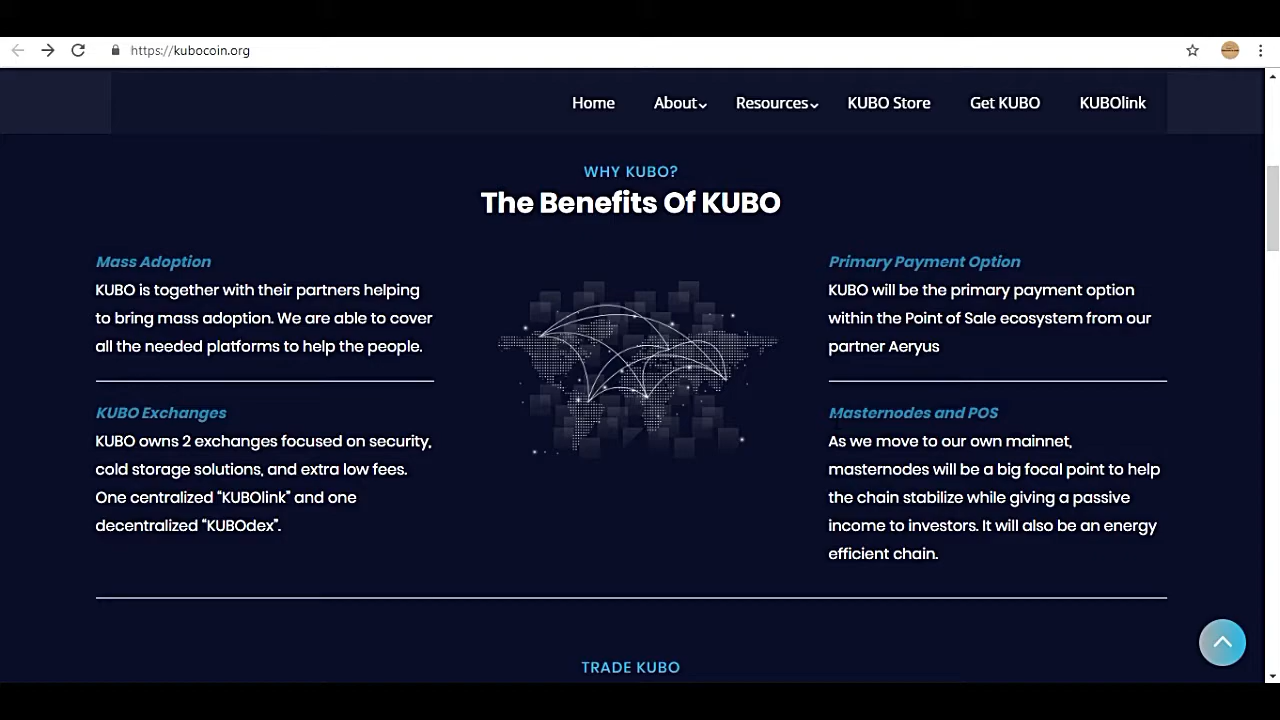 https://kubocoin.org
Home About Resources KUBO Store Get KUBO KUBOlink
WHY KUBO?
The Benefits Of KUBO
Mass Adoption
KUBO is together with their partners helping
to bring mass adoption. We are able to cover
all the needed platforms to help the people.
KUBO Exchanges
KUBO owns 2 exchanges focused on security,
cold storage solutions, and extra low fees.
One centralized “KUBOlink” and one
decentralized “KUBOdex”.
Primary Payment Option
KUBO will be the primary payment option
within the Point of Sale ecosystem from our
partner Aeryus
Masternodes and POS
As we move to our own mainnet,
masternodes will be a big focal point to help
the chain stabilize while giving a passive
income to investors. It will also be an energy
efficient chain.
TRADE KUBO